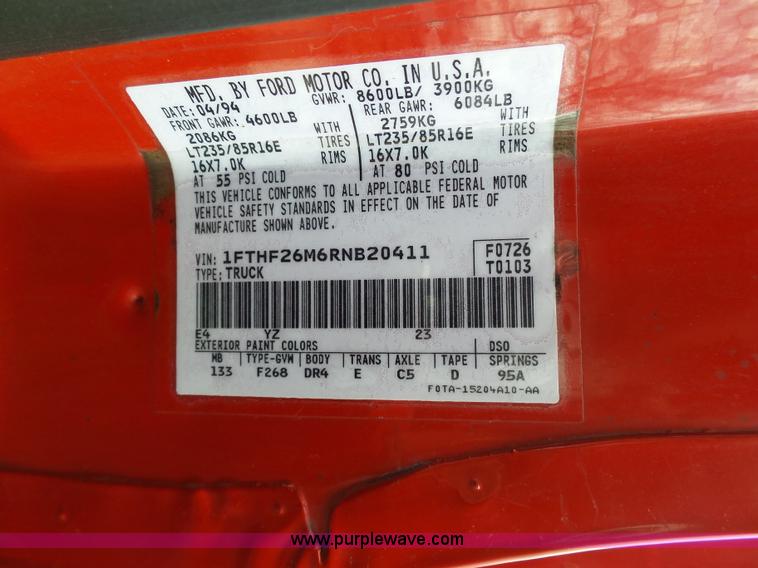 MFD. BY FORD MOTOR CO. IN U.S.A.
DATE: 04/94 GVWR: 8600LB/ 3900KG
FRONT GAWR: 4600LB REAR GAWR: 6084LB
2086KG WITH 2759KG WITH
LT235/85R16E TIRES LT235/85R16E TIRES
16X7.0K RIMS 16X7.0K RIMS
AT 55 PSI COLD AT 80 PSI COLD
THIS VEHICLE CONFORMS TO ALL APPLICABLE FEDERAL MOTOR
VEHICLE SAFETY STANDARDS IN EFFECT ON THE DATE OF
MANUFACTURE SHOWN ABOVE.
VIN: 1FTHF26M6RNB20411 F0726
TYPE: TRUCK T0103
E4 YZ 23
EXTERIOR PAINT COLORS DSO
WB TYPE-GVW BODY TRANS AXLE TAPE SPRINGS
133 F268 DR4 E C5 D 95A
F0TA-15204A10-AA
www.purplewave.com